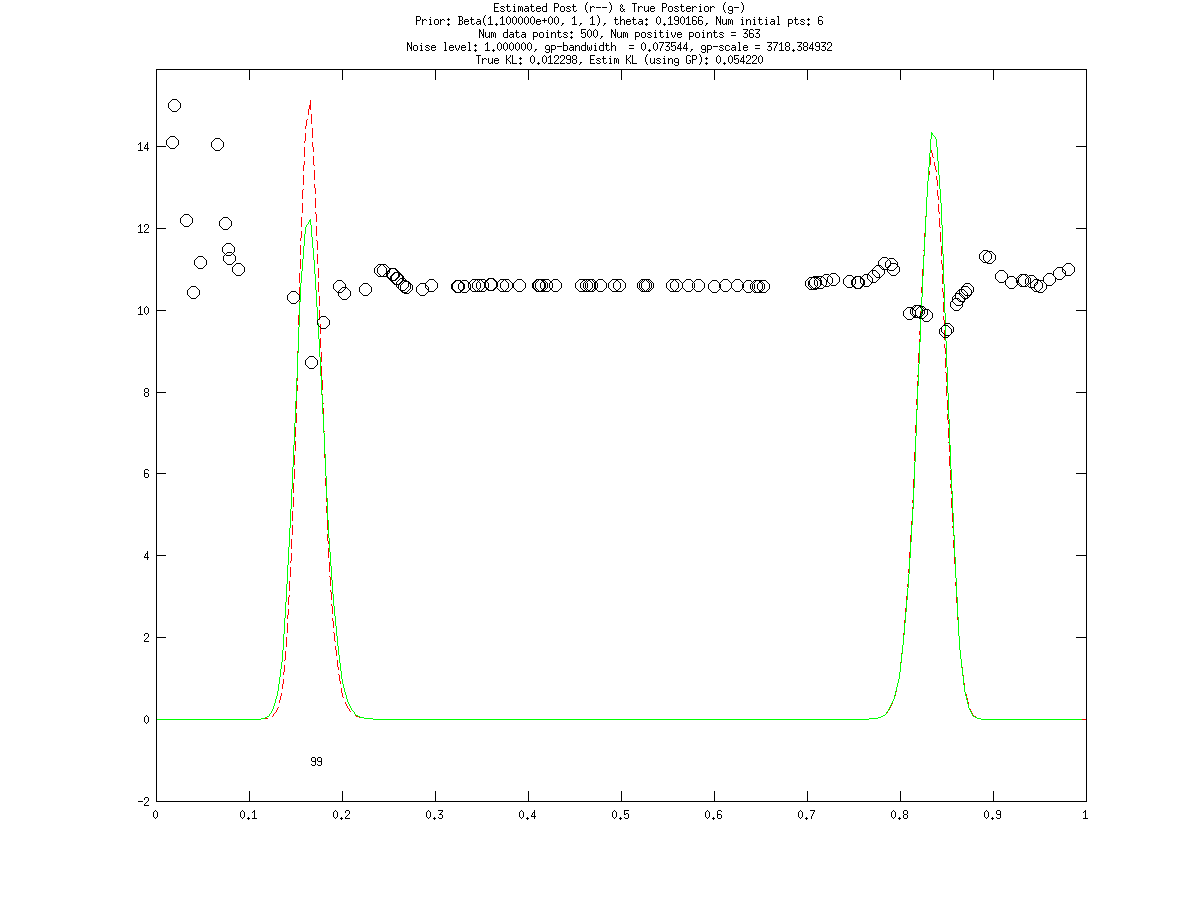 Estimated Post (r--) & True Posterior (g-)
Prior: Beta(1.100000e+00, 1, 1), theta: 0.190166, Num initial pts: 6
Num data points: 500, Num positive points = 363
Noise level: 1.000000, gp-bandwidth  = 0.073544, gp-scale = 3718.384932
True KL: 0.012298, Estim KL (using GP): 0.054220
14
12
10
8
6
4
2
0
99
-2
0 0.1 0.2 0.3 0.4 0.5 0.6 0.7 0.8 0.9 1